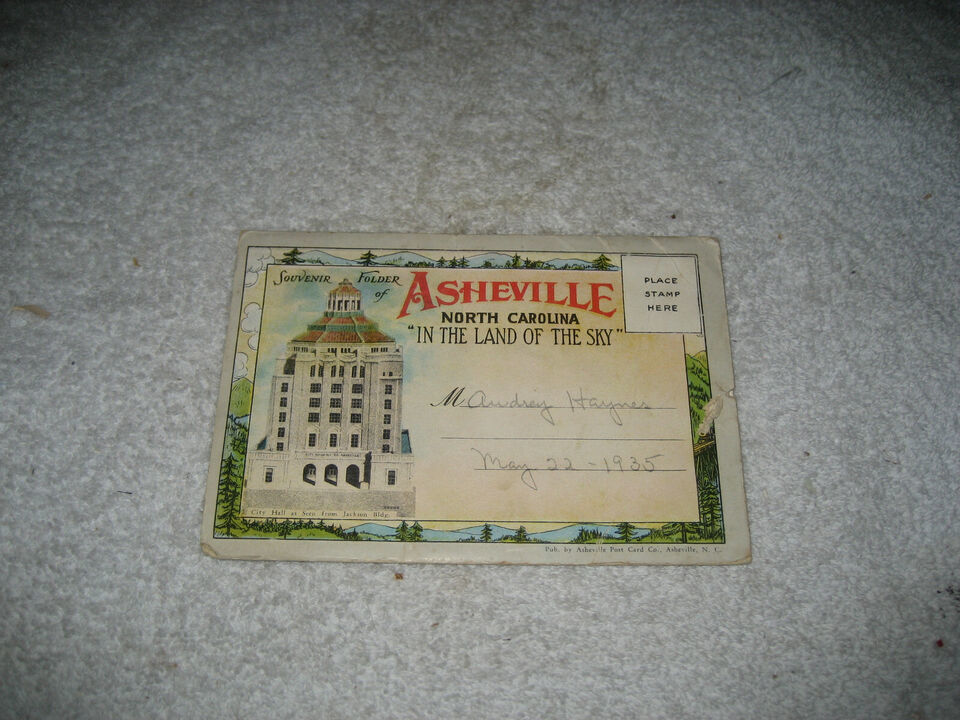 SOUVENIR FOLDER
of ASHEVILLE
NORTH CAROLINA
"IN THE LAND OF THE SKY"
PLACE
STAMP
HERE
M Audrey Haynes
May 22 - 1935
City Hall as Seen from Jackson Bldg.
Pub. by Asheville Post Card Co., Asheville, N. C.